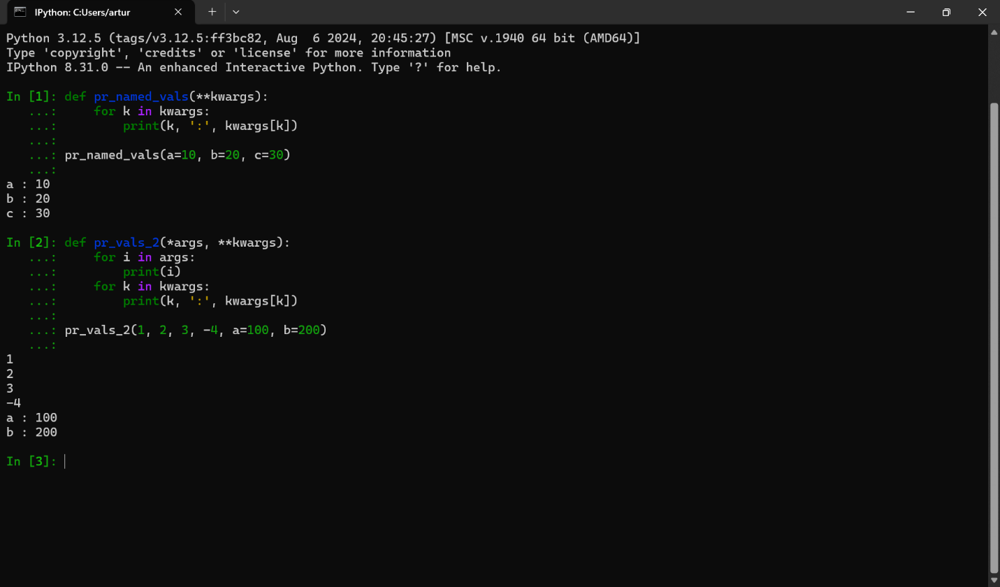 IPython: C:Users/artur
Python 3.12.5 (tags/v3.12.5:ff3bc82, Aug  6 2024, 20:45:27) [MSC v.1940 64 bit (AMD64)]
Type 'copyright', 'credits' or 'license' for more information
IPython 8.31.0 -- An enhanced Interactive Python. Type '?' for help.

In [1]: def pr_named_vals(**kwargs):
   ...:     for k in kwargs:
   ...:         print(k, ':', kwargs[k])
   ...:
   ...: pr_named_vals(a=10, b=20, c=30)
   ...:
a : 10
b : 20
c : 30

In [2]: def pr_vals_2(*args, **kwargs):
   ...:     for i in args:
   ...:         print(i)
   ...:     for k in kwargs:
   ...:         print(k, ':', kwargs[k])
   ...:
   ...: pr_vals_2(1, 2, 3, -4, a=100, b=200)
   ...:
1
2
3
-4
a : 100
b : 200

In [3]: